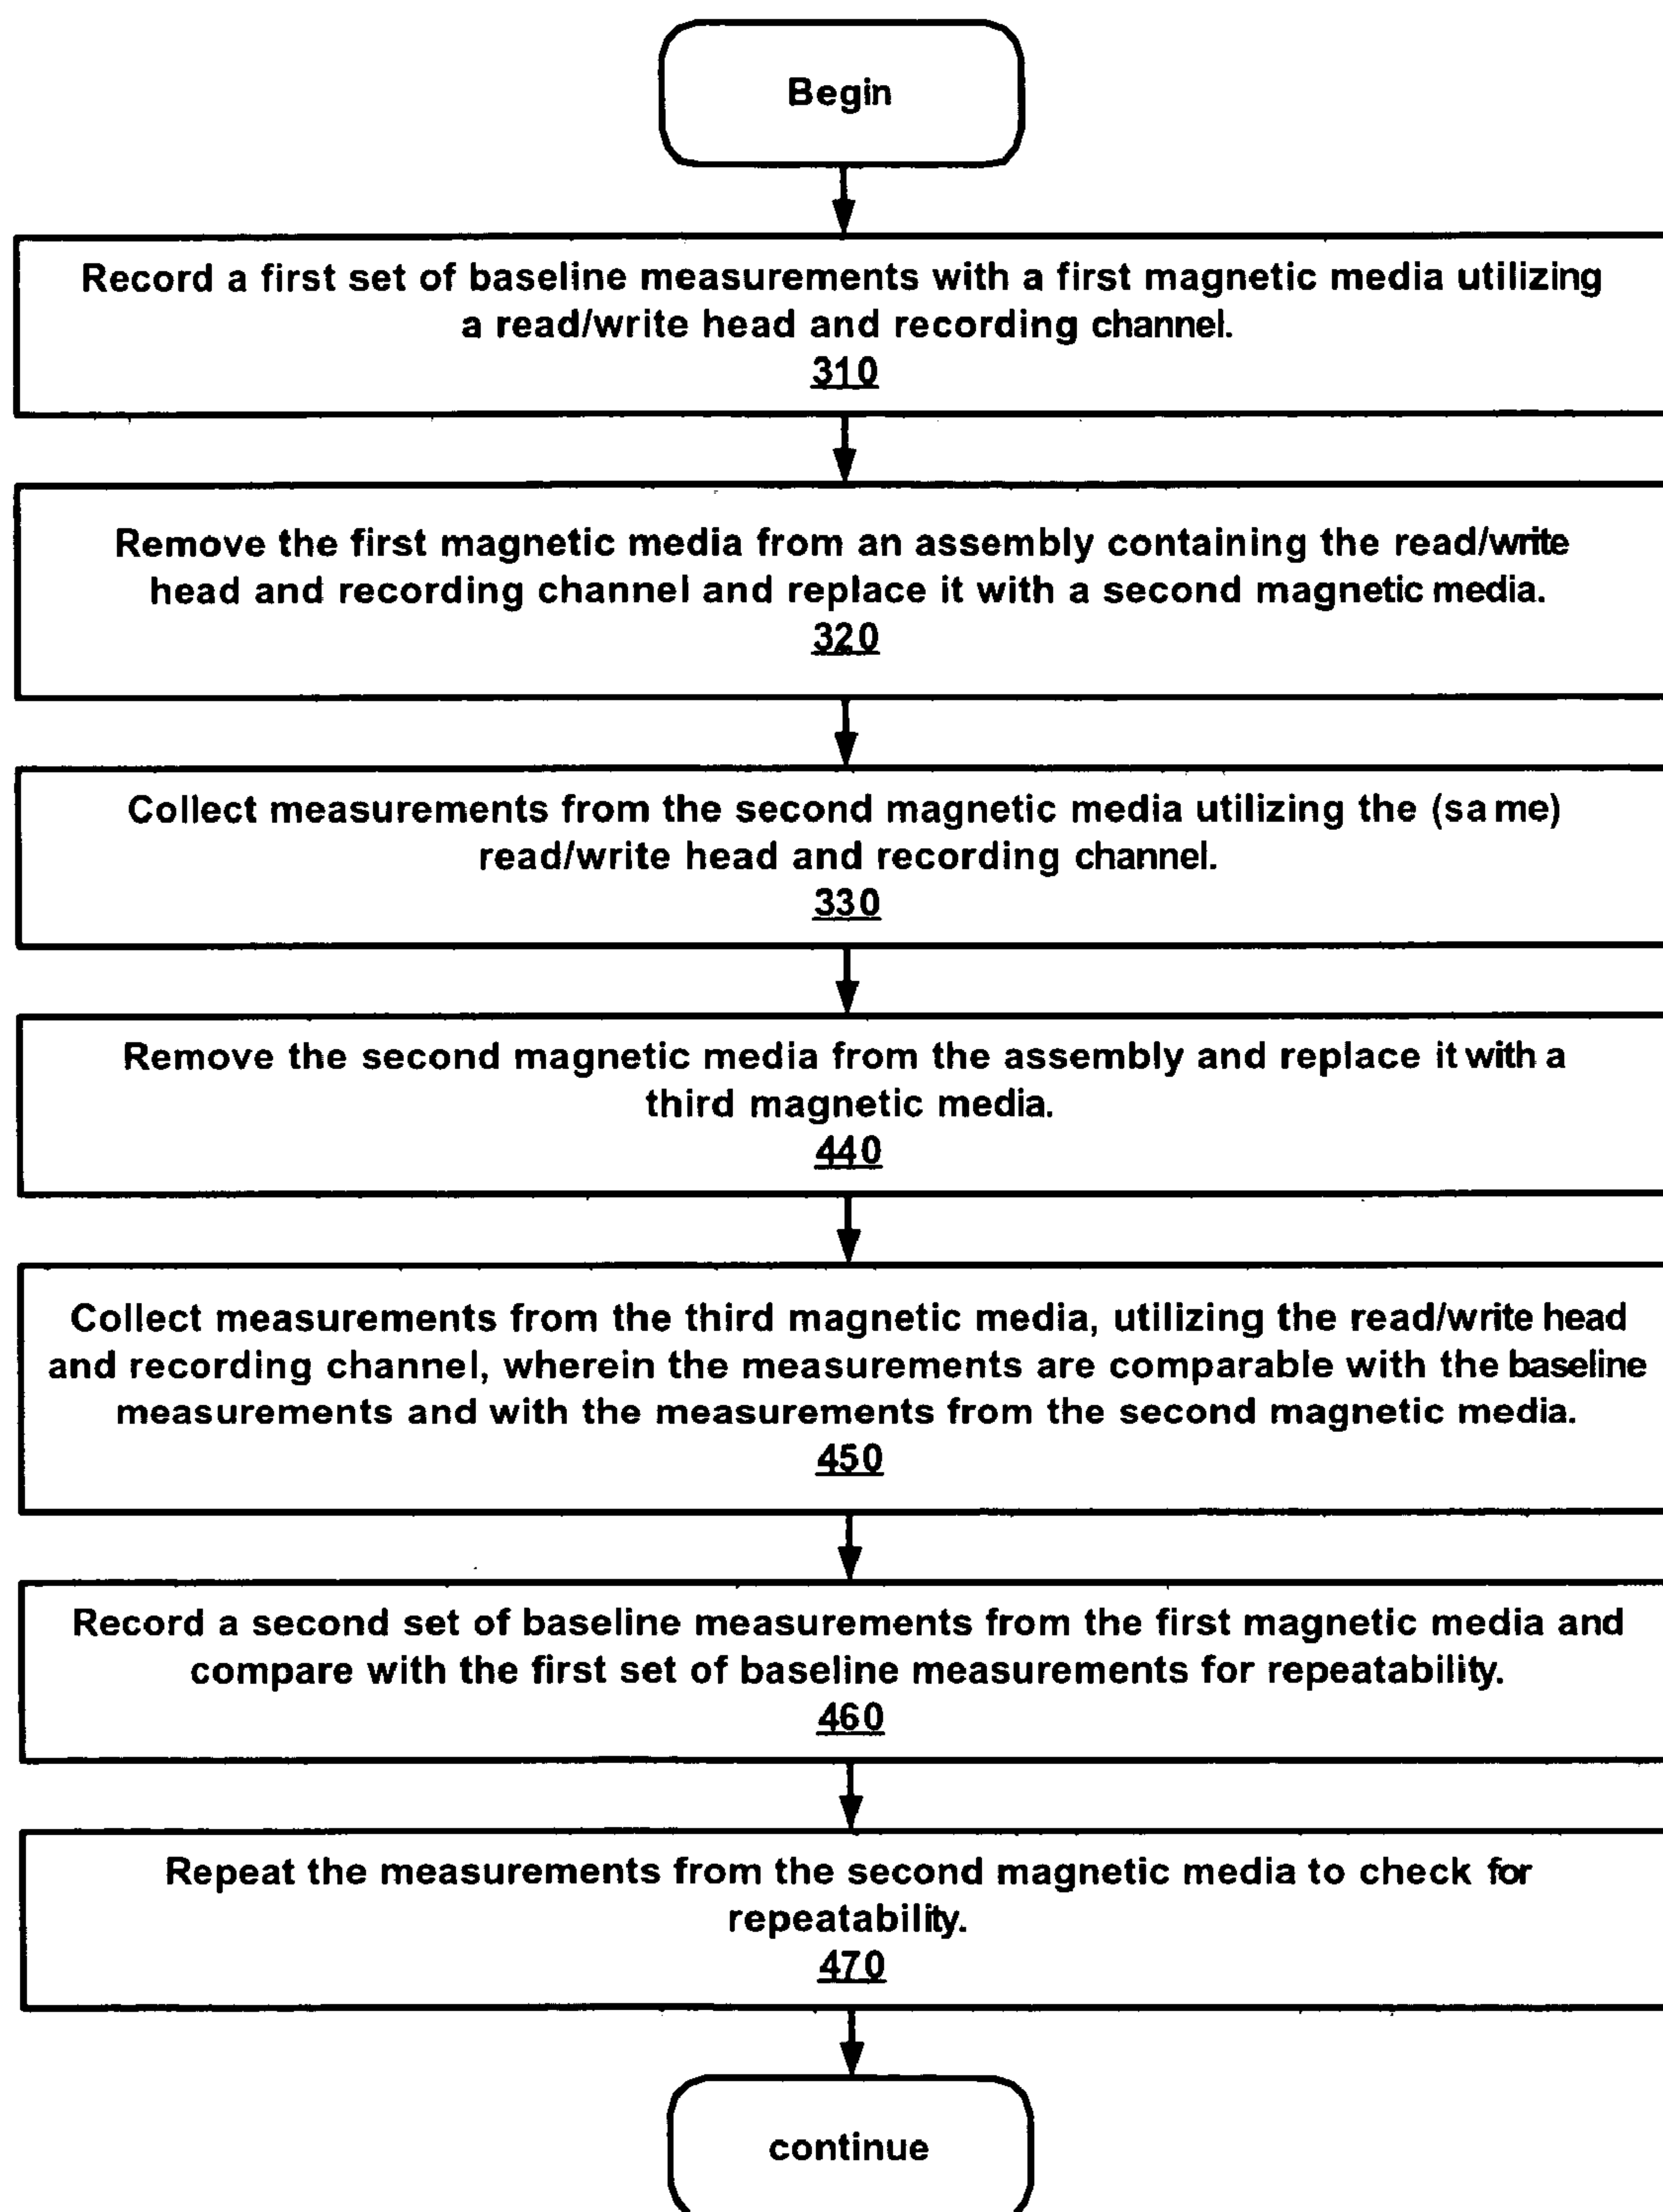 Begin
Record a first set of baseline measurements with a first magnetic media utilizing
a read/write head and recording channel.
310
Remove the first magnetic media from an assembly containing the read/write
head and recording channel and replace it with a second magnetic media.
320
Collect measurements from the second magnetic media utilizing the (same)
read/write head and recording channel.
330
Remove the second magnetic media from the assembly and replace it with a
third magnetic media.
440
Collect measurements from the third magnetic media, utilizing the read/write head
and recording channel, wherein the measurements are comparable with the baseline
measurements and with the measurements from the second magnetic media.
450
Record a second set of baseline measurements from the first magnetic media and
compare with the first set of baseline measurements for repeatability.
460
Repeat the measurements from the second magnetic media to check for
repeatability.
470
continue